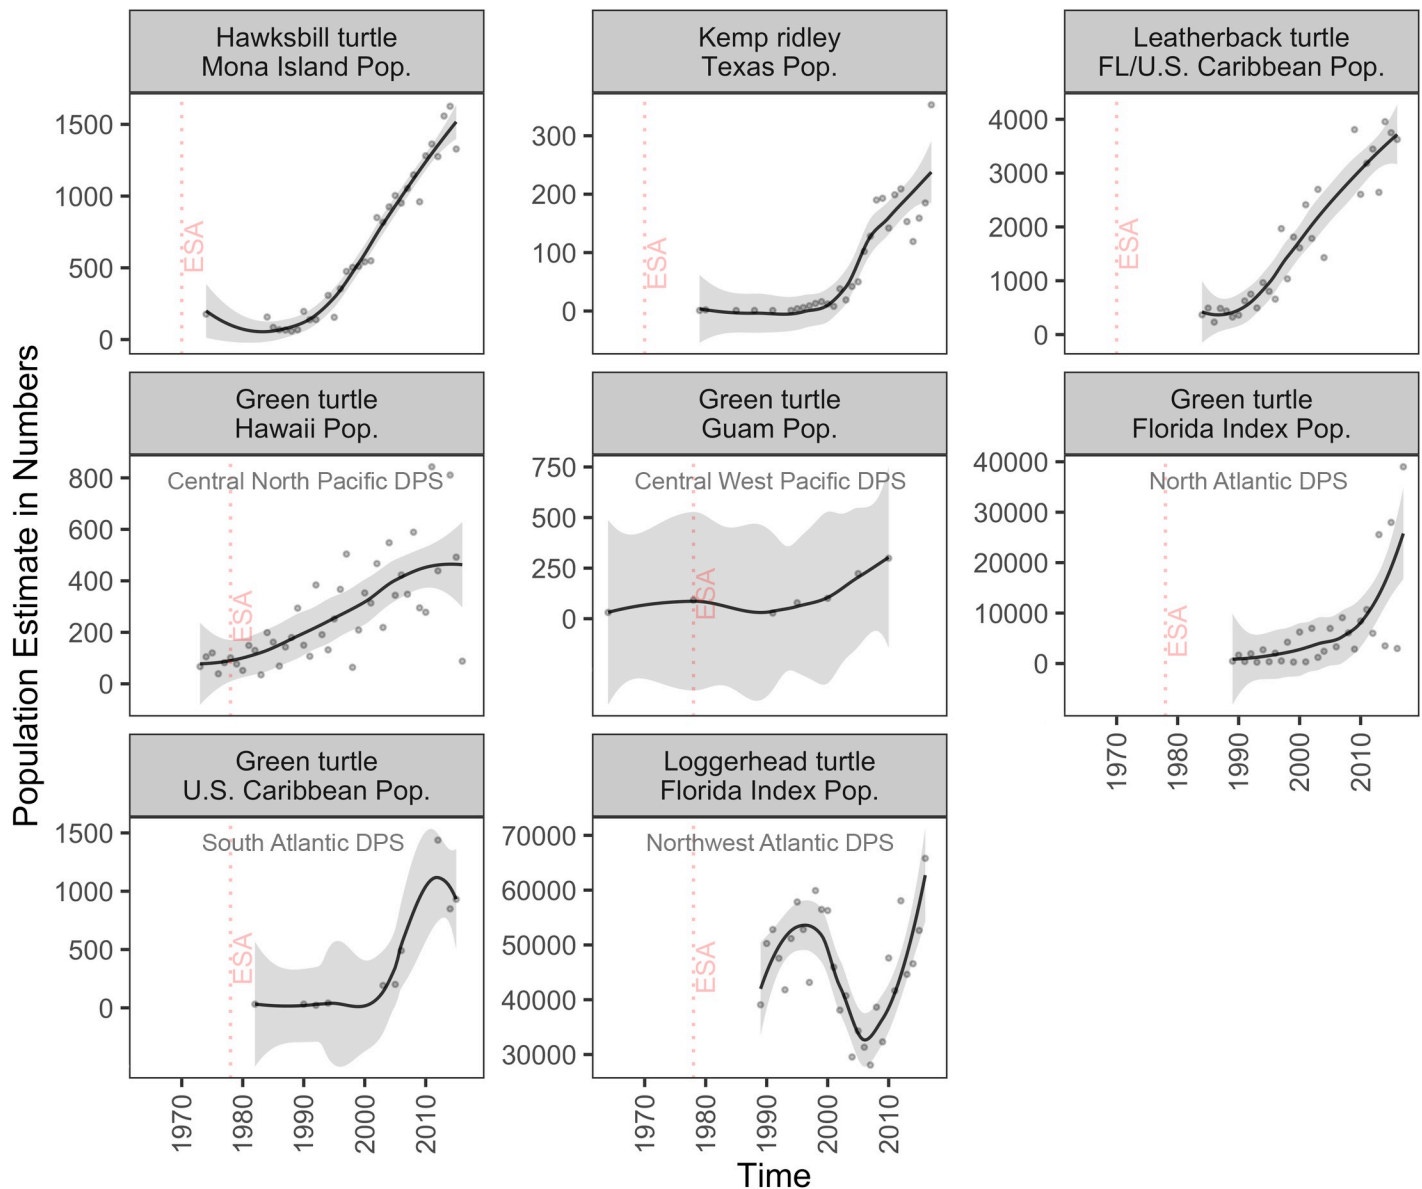 Hawksbill turtle
Mona Island Pop.
Kemp ridley
Texas Pop.
Leatherback turtle
FL/U.S. Caribbean Pop.
1500
1000
500
0
ESA
300
200
100
0
ESA
4000
3000
2000
1000
0
ESA
Population Estimate in Numbers
Green turtle
Hawaii Pop.
Green turtle
Guam Pop.
Green turtle
Florida Index Pop.
800
600
400
200
0
Central North Pacific DPS
ESA
750
500
250
0
Central West Pacific DPS
ESA
40000
30000
20000
10000
0
North Atlantic DPS
ESA
1970
1980
1990
2000
2010
Green turtle
U.S. Caribbean Pop.
Loggerhead turtle
Florida Index Pop.
1500
1000
500
0
South Atlantic DPS
ESA
70000
60000
50000
40000
30000
Northwest Atlantic DPS
ESA
1970
1980
1990
2000
2010
1970
1980
1990
2000
2010
Time